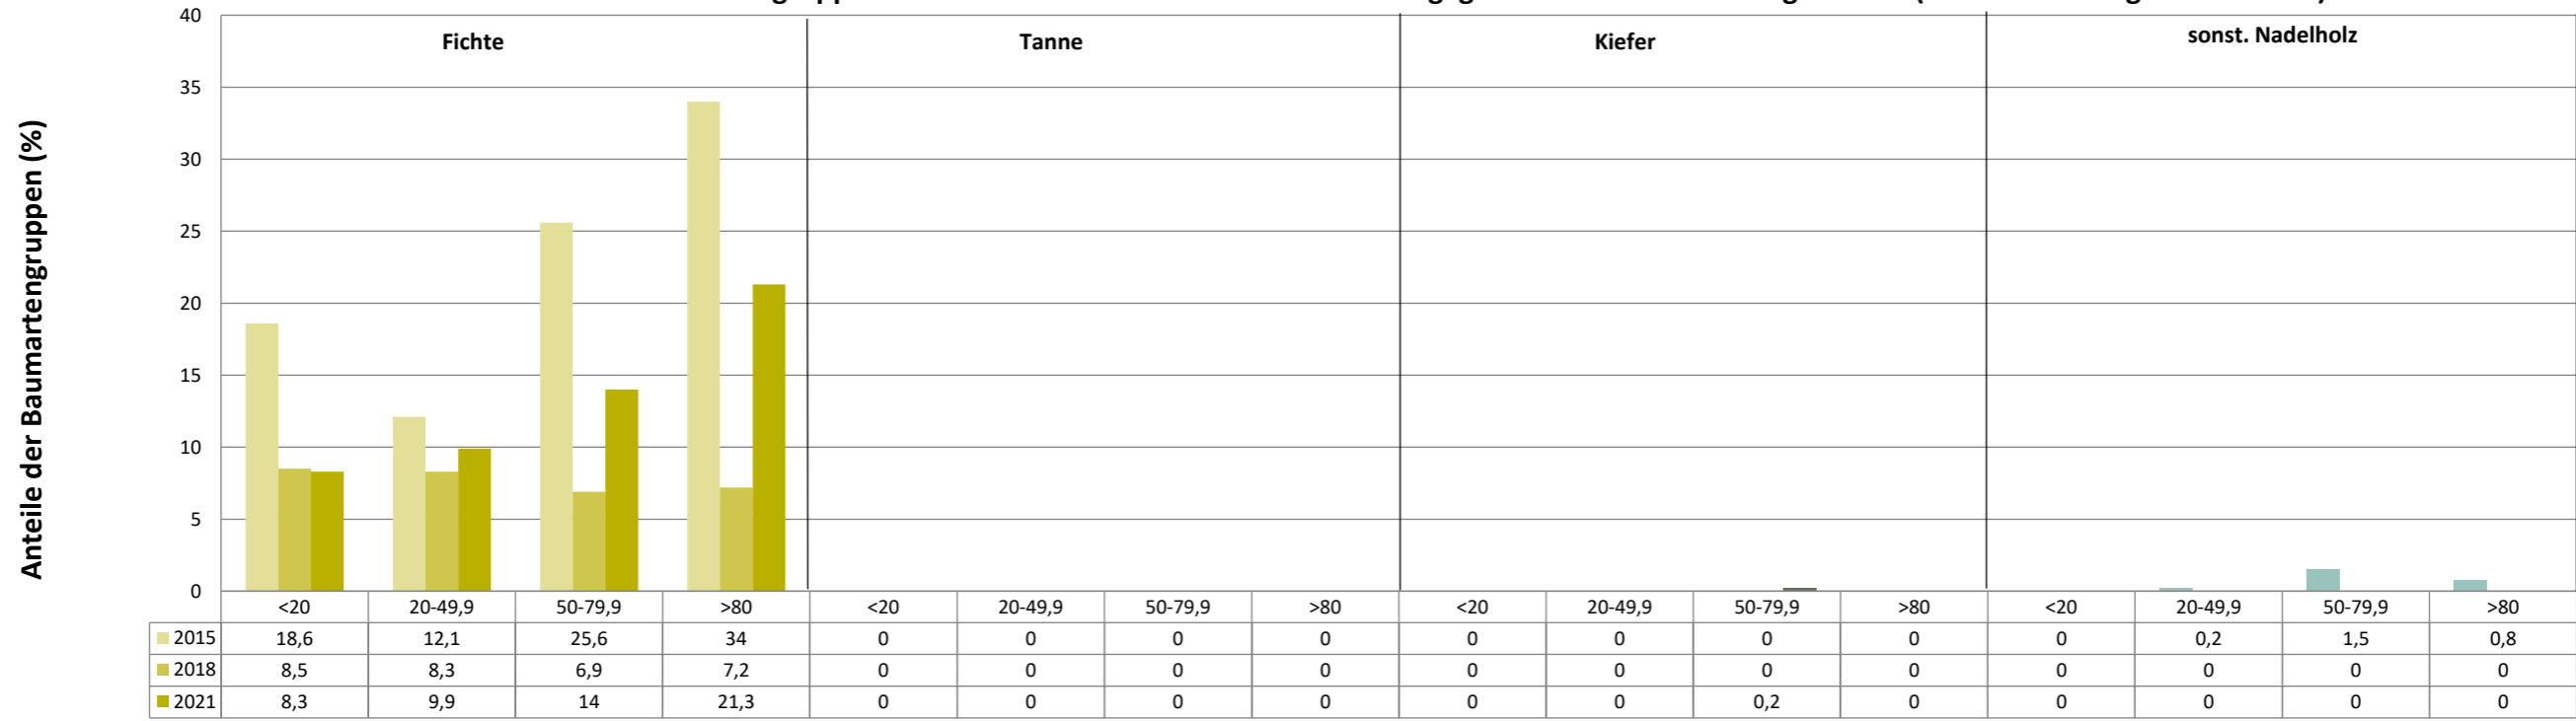 40 Fichte Tanne Kiefer sonst. Nadelholz
35
30
25
20
15
10
5
0
Anteile der Baumartengruppen (%)
<20 20-49,9 50-79,9 >80 <20 20-49,9 50-79,9 >80 <20 20-49,9 50-79,9 >80 <20 20-49,9 50-79,9 >80
2015 18,6 12,1 25,6 34 0 0 0 0 0 0 0 0 0 0,2 1,5 0,8
2018 8,5 8,3 6,9 7,2 0 0 0 0 0 0 0 0 0 0 0 0
2021 8,3 9,9 14 21,3 0 0 0 0 0 0 0,2 0 0 0 0 0